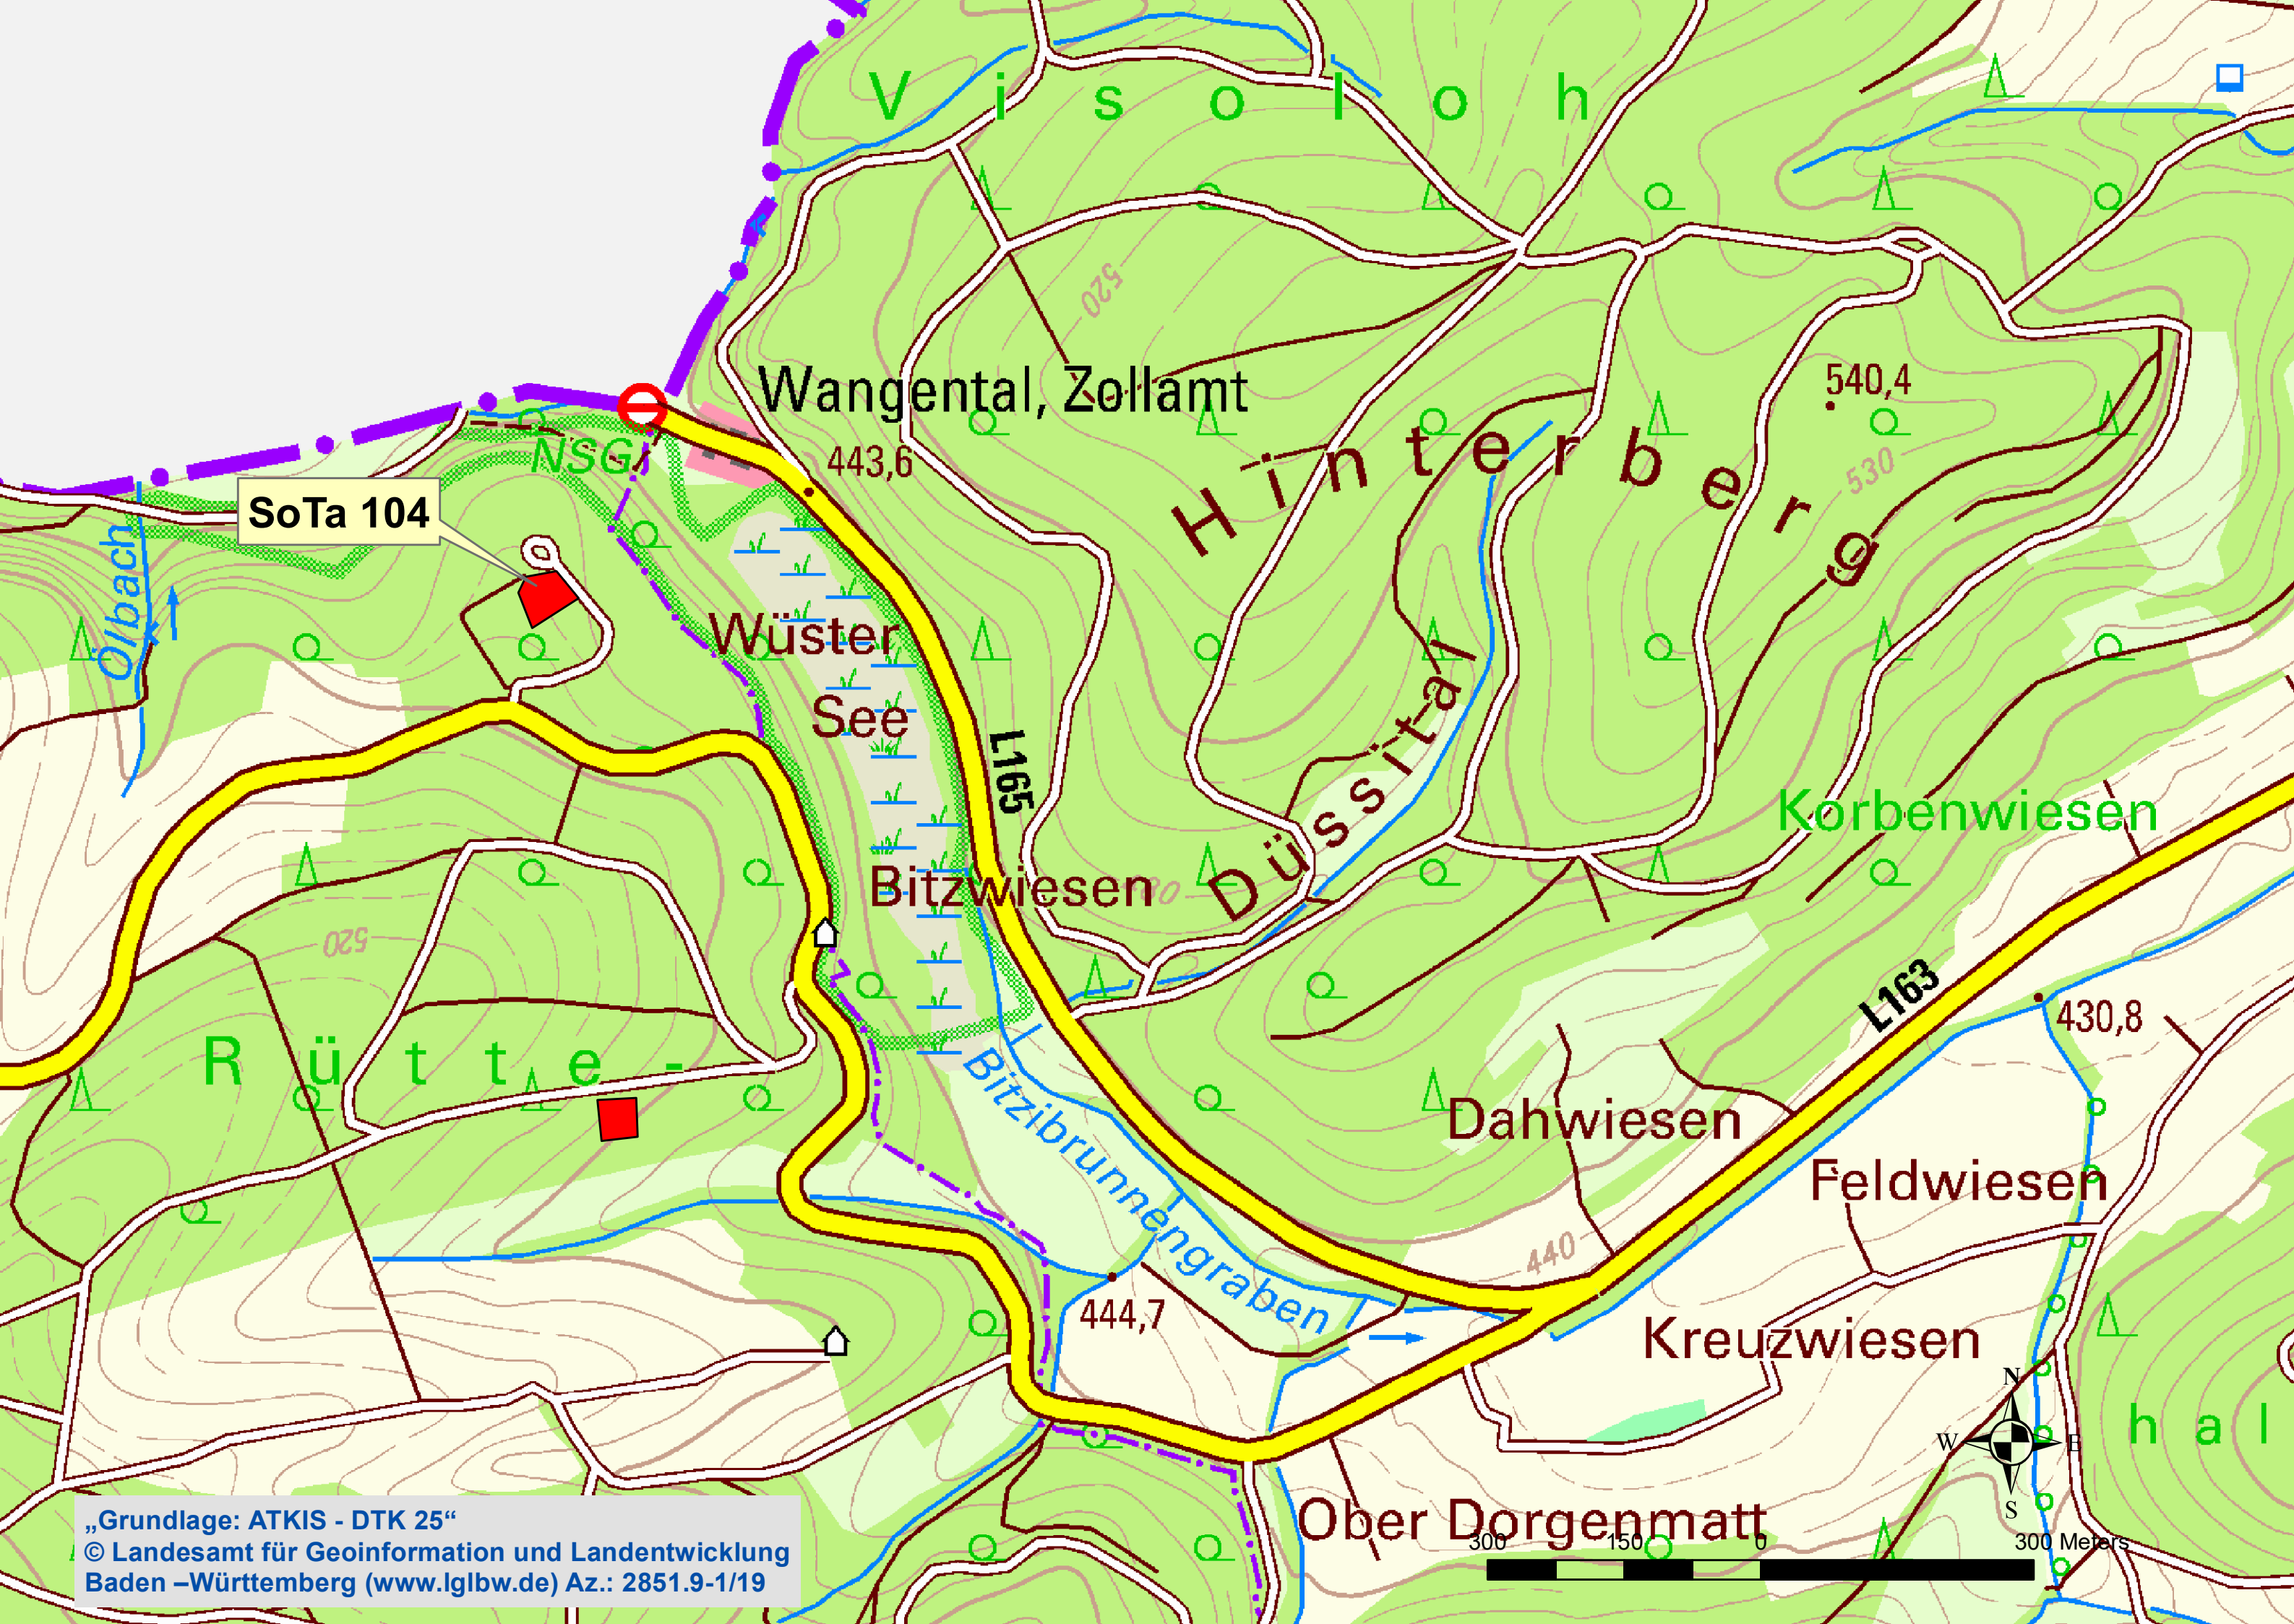 V i s o l o h
520
Wangental, Zollamt
540,4
NSG
443,6
H i n t e r b e r g
530
SoTa 104
Ölbach
Wüster
See
L165
Düssital
Korbenwiesen
Bitzwiesen
520
L163
430,8
R ü t t e -
Bitzibrunnengraben
Dahwiesen
Feldwiesen
440
444,7
Kreuzwiesen
N
W E
S
h a l
Ober Dorgenmatt
300 150 0 300 Meters
„Grundlage: ATKIS - DTK 25“
© Landesamt für Geoinformation und Landentwicklung
Baden –Württemberg (www.lglbw.de) Az.: 2851.9-1/19